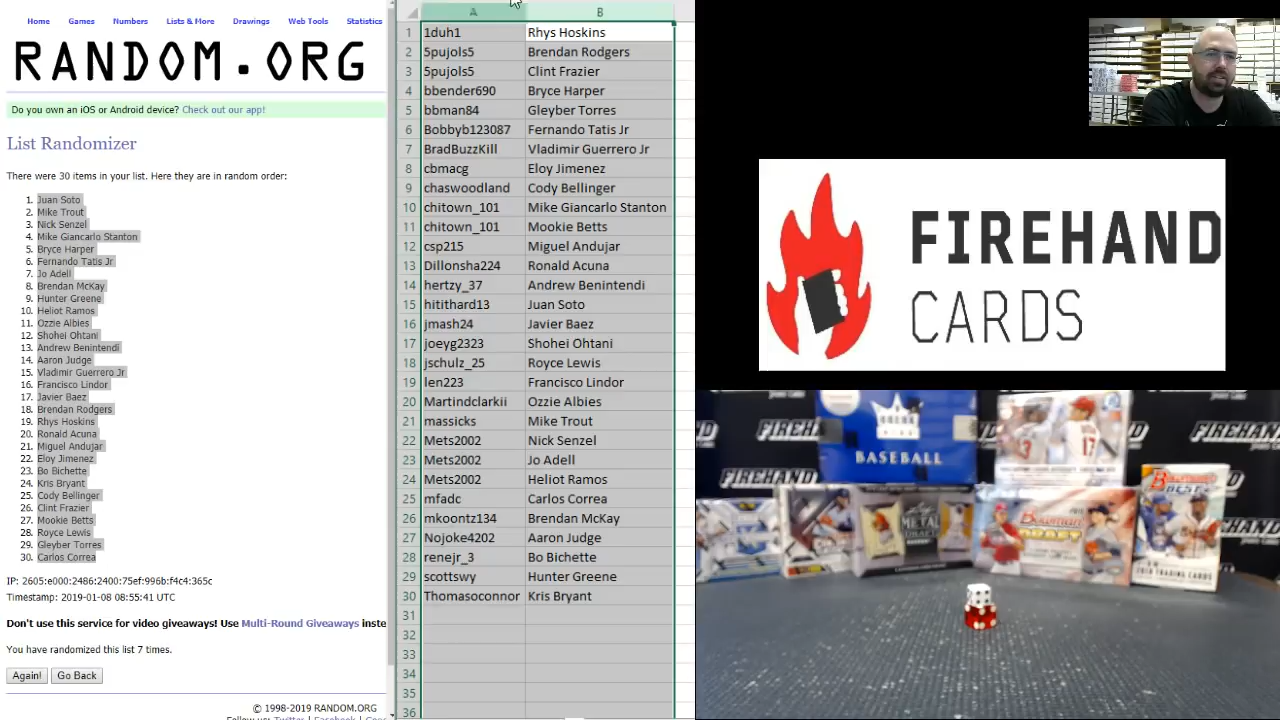 Home Games Numbers Lists & More Drawings Web Tools Statistics
RANDOM.ORG
Do you own an iOS or Android device? Check out our app!
List Randomizer
There were 30 items in your list. Here they are in random order:
1. Juan Soto
2. Mike Trout
3. Nick Senzel
4. Mike Giancarlo Stanton
5. Bryce Harper
6. Fernando Tatis Jr
7. Jo Adell
8. Brendan McKay
9. Hunter Greene
10. Heliot Ramos
11. Ozzie Albies
12. Shohei Ohtani
13. Andrew Benintendi
14. Aaron Judge
15. Vladimir Guerrero Jr
16. Francisco Lindor
17. Javier Baez
18. Brendan Rodgers
19. Rhys Hoskins
20. Ronald Acuna
21. Miguel Andujar
22. Eloy Jimenez
23. Bo Bichette
24. Kris Bryant
25. Cody Bellinger
26. Clint Frazier
27. Mookie Betts
28. Royce Lewis
29. Gleyber Torres
30. Carlos Correa
IP: 2605:e000:2486:2400:75ef:996b:f4c4:365c
Timestamp: 2019-01-08 08:55:41 UTC
Don't use this service for video giveaways! Use Multi-Round Giveaways inste
You have randomized this list 7 times.
Again! Go Back
© 1998-2019 RANDOM.ORG
A B
1 1duh1 Rhys Hoskins
2 5pujols5 Brendan Rodgers
3 5pujols5 Clint Frazier
4 bbender690 Bryce Harper
5 bbman84 Gleyber Torres
6 Bobbyb123087 Fernando Tatis Jr
7 BradBuzzKill Vladimir Guerrero Jr
8 cbmacg Eloy Jimenez
9 chaswoodland Cody Bellinger
10 chitown_101 Mike Giancarlo Stanton
11 chitown_101 Mookie Betts
12 csp215 Miguel Andujar
13 Dillonsha224 Ronald Acuna
14 hertzy_37 Andrew Benintendi
15 hitithard13 Juan Soto
16 jmash24 Javier Baez
17 joeyg2323 Shohei Ohtani
18 jschulz_25 Royce Lewis
19 len223 Francisco Lindor
20 Martindclarkii Ozzie Albies
21 massicks Mike Trout
22 Mets2002 Nick Senzel
23 Mets2002 Jo Adell
24 Mets2002 Heliot Ramos
25 mfadc Carlos Correa
26 mkoontz134 Brendan McKay
27 Nojoke4202 Aaron Judge
28 renejr_3 Bo Bichette
29 scottswy Hunter Greene
30 Thomasoconnor Kris Bryant
31
32
33
34
35
36
FIREHAND
CARDS
BASEBALL
FIREHAND